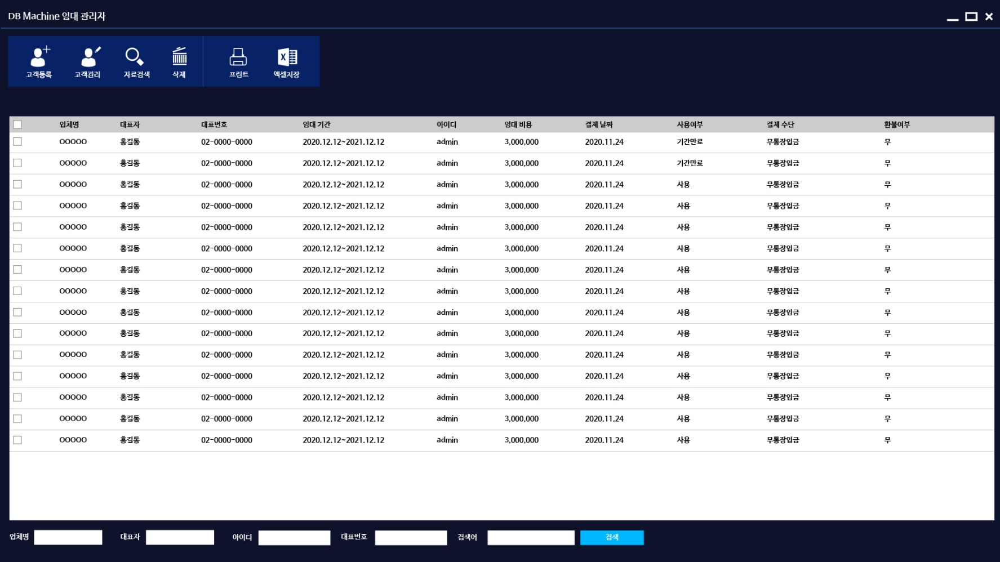 DB Machine 임대 관리자
고객등록 고객관리 자료검색 삭제 프린트 엑셀저장
업체명 대표자 대표번호 임대 기간 아이디 임대 비용 결제 날짜 사용여부 결제 수단 환불여부
OOOOO 홍길동 02-0000-0000 2020.12.12~2021.12.12 admin 3,000,000 2020.11.24 기간만료 무통장입금 무
OOOOO 홍길동 02-0000-0000 2020.12.12~2021.12.12 admin 3,000,000 2020.11.24 기간만료 무통장입금 무
OOOOO 홍길동 02-0000-0000 2020.12.12~2021.12.12 admin 3,000,000 2020.11.24 사용 무통장입금 무
OOOOO 홍길동 02-0000-0000 2020.12.12~2021.12.12 admin 3,000,000 2020.11.24 사용 무통장입금 무
OOOOO 홍길동 02-0000-0000 2020.12.12~2021.12.12 admin 3,000,000 2020.11.24 사용 무통장입금 무
OOOOO 홍길동 02-0000-0000 2020.12.12~2021.12.12 admin 3,000,000 2020.11.24 사용 무통장입금 무
OOOOO 홍길동 02-0000-0000 2020.12.12~2021.12.12 admin 3,000,000 2020.11.24 사용 무통장입금 무
OOOOO 홍길동 02-0000-0000 2020.12.12~2021.12.12 admin 3,000,000 2020.11.24 사용 무통장입금 무
OOOOO 홍길동 02-0000-0000 2020.12.12~2021.12.12 admin 3,000,000 2020.11.24 사용 무통장입금 무
OOOOO 홍길동 02-0000-0000 2020.12.12~2021.12.12 admin 3,000,000 2020.11.24 사용 무통장입금 무
OOOOO 홍길동 02-0000-0000 2020.12.12~2021.12.12 admin 3,000,000 2020.11.24 사용 무통장입금 무
OOOOO 홍길동 02-0000-0000 2020.12.12~2021.12.12 admin 3,000,000 2020.11.24 사용 무통장입금 무
OOOOO 홍길동 02-0000-0000 2020.12.12~2021.12.12 admin 3,000,000 2020.11.24 사용 무통장입금 무
OOOOO 홍길동 02-0000-0000 2020.12.12~2021.12.12 admin 3,000,000 2020.11.24 사용 무통장입금 무
OOOOO 홍길동 02-0000-0000 2020.12.12~2021.12.12 admin 3,000,000 2020.11.24 사용 무통장입금 무
업체명 대표자 아이디 대표번호 검색어 검색